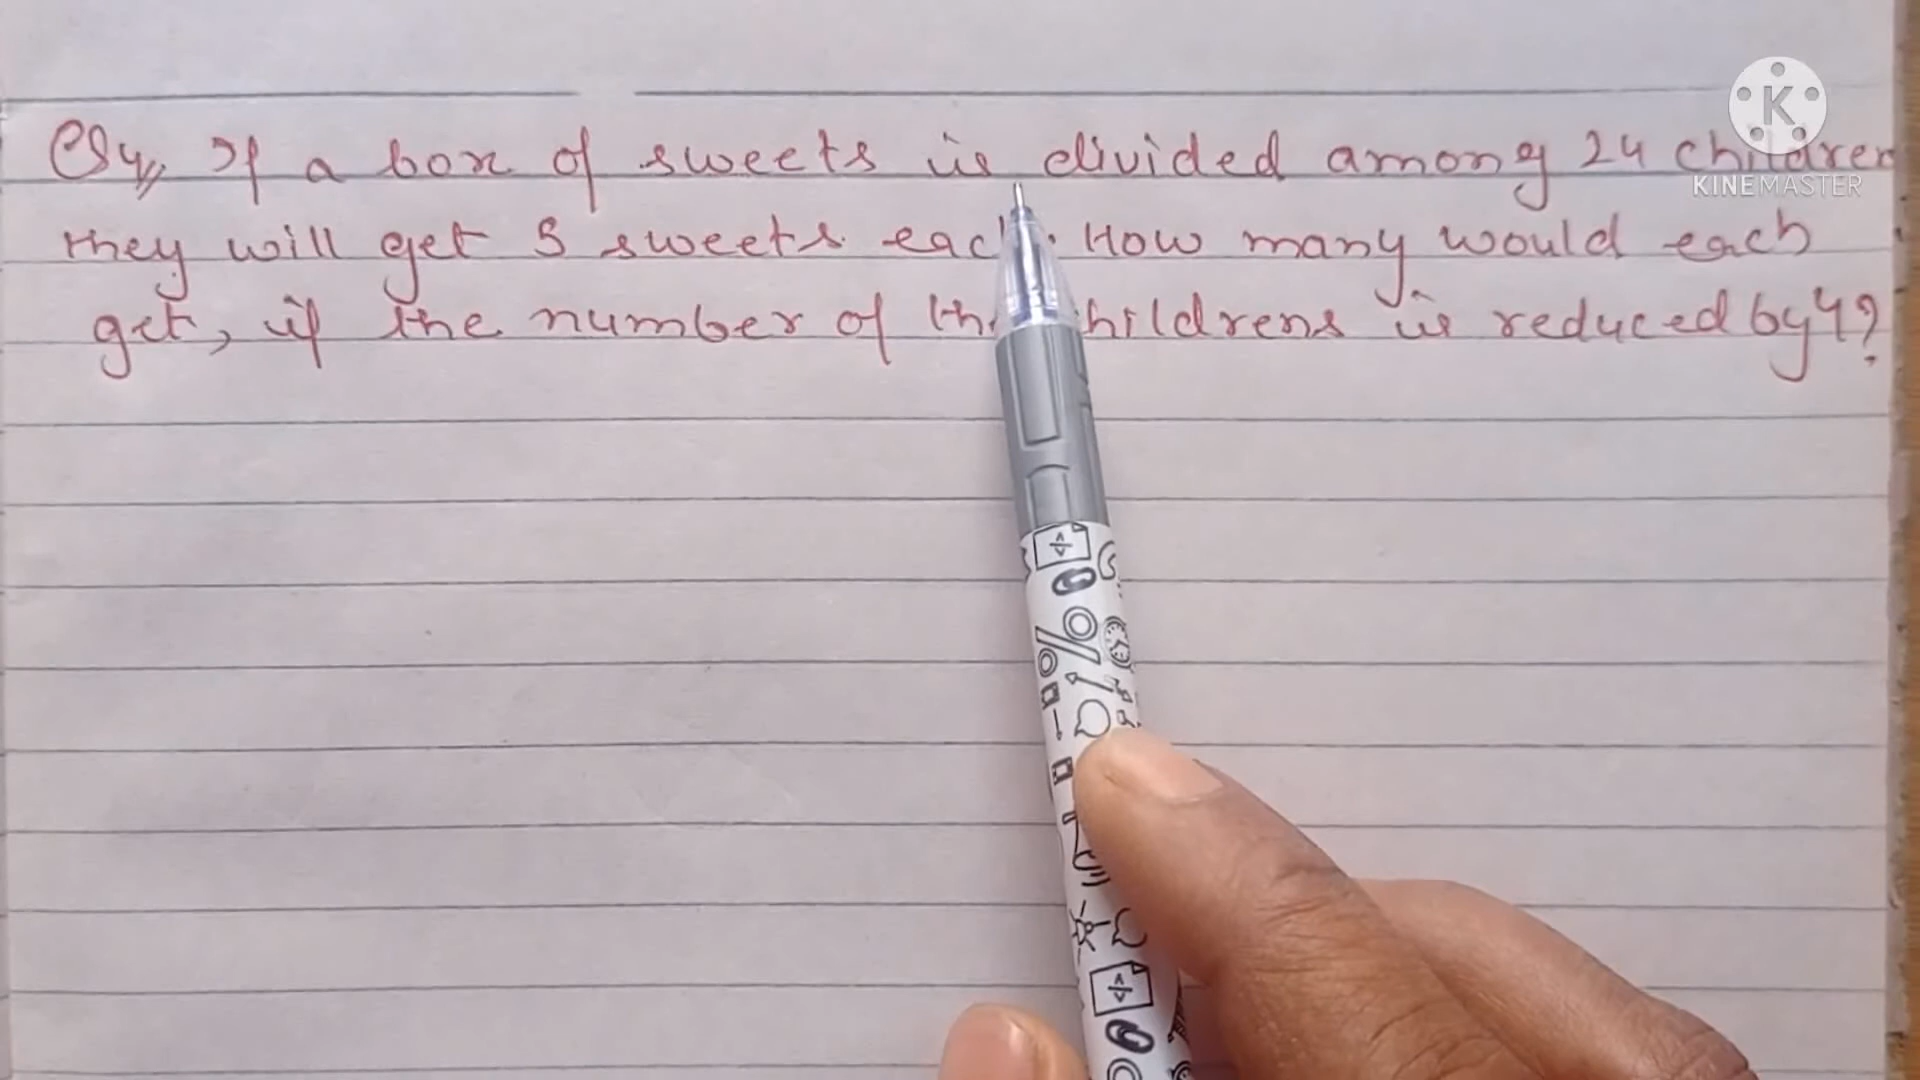 Q4, If a box of sweets is divided among 24 children
they will get 5 sweets each. How many would each
get, if the number of the childrens is reduced by 4?
K
KINEMASTER